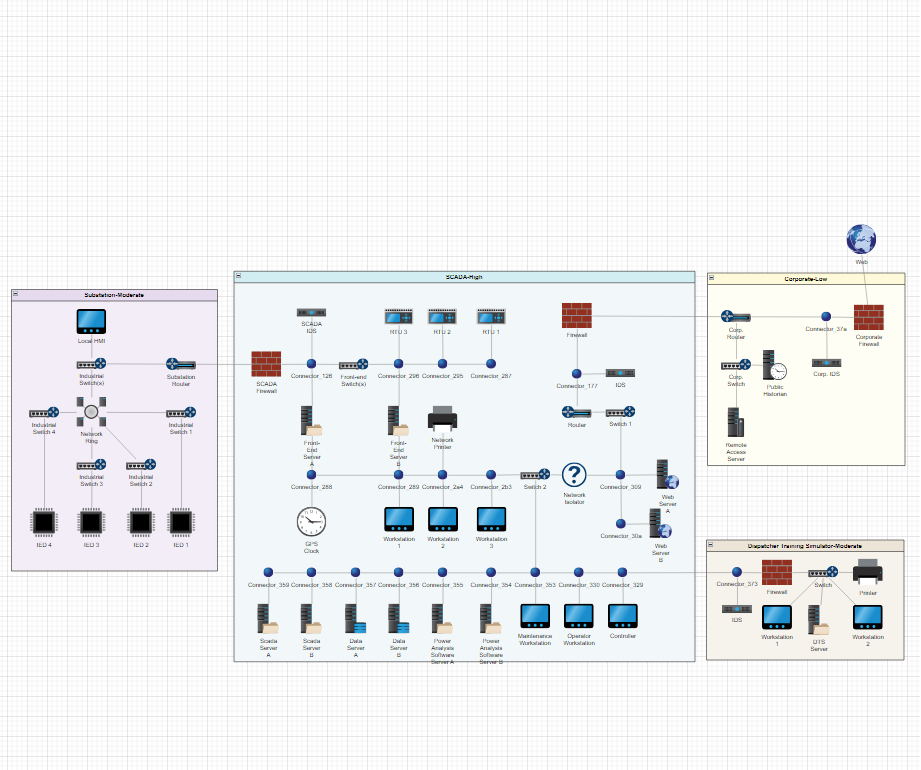 Web
Substation-Moderate
Local HMI
Industrial
Switch(s)
Substation
Router
Industrial
Switch 4
Network
Ring
Industrial
Switch 1
Industrial
Switch 3
Industrial
Switch 2
IED 4
IED 3
IED 2
IED 1
SCADA-High
SCADA
IDS
RTU 3
RTU 2
RTU 1
Firewall
SCADA
Firewall
Connector_126
Front-end
Switch(s)
Connector_296
Connector_295
Connector_287
Connector_177
IDS
Front-
End
Server
A
Front-
End
Server
B
Network
Printer
Router
Switch 1
Connector_288
Connector_289
Connector_2a4
Connector_2b3
Switch 2
Network
Isolator
Connector_309
Web
Server
A
GPS
Clock
Workstation
1
Workstation
2
Workstation
3
Connector_30a
Web
Server
B
Connector_359
Connector_358
Connector_357
Connector_356
Connector_355
Connector_354
Connector_353
Connector_330
Connector_329
Scada
Server
A
Scada
Server
B
Data
Server
A
Data
Server
B
Power
Analysis
Software
Server A
Power
Analysis
Software
Server B
Maintenance
Workstation
Operator
Workstation
Controller
Corporate-Low
Corp.
Router
Connector_37a
Corporate
Firewall
Corp.
Switch
Public
Historian
Corp. IDS
Remote
Access
Server
Dispatcher Training Simulator-Moderate
Connector_373
Firewall
Switch
Printer
IDS
Workstation
1
DTS
Server
Workstation
2